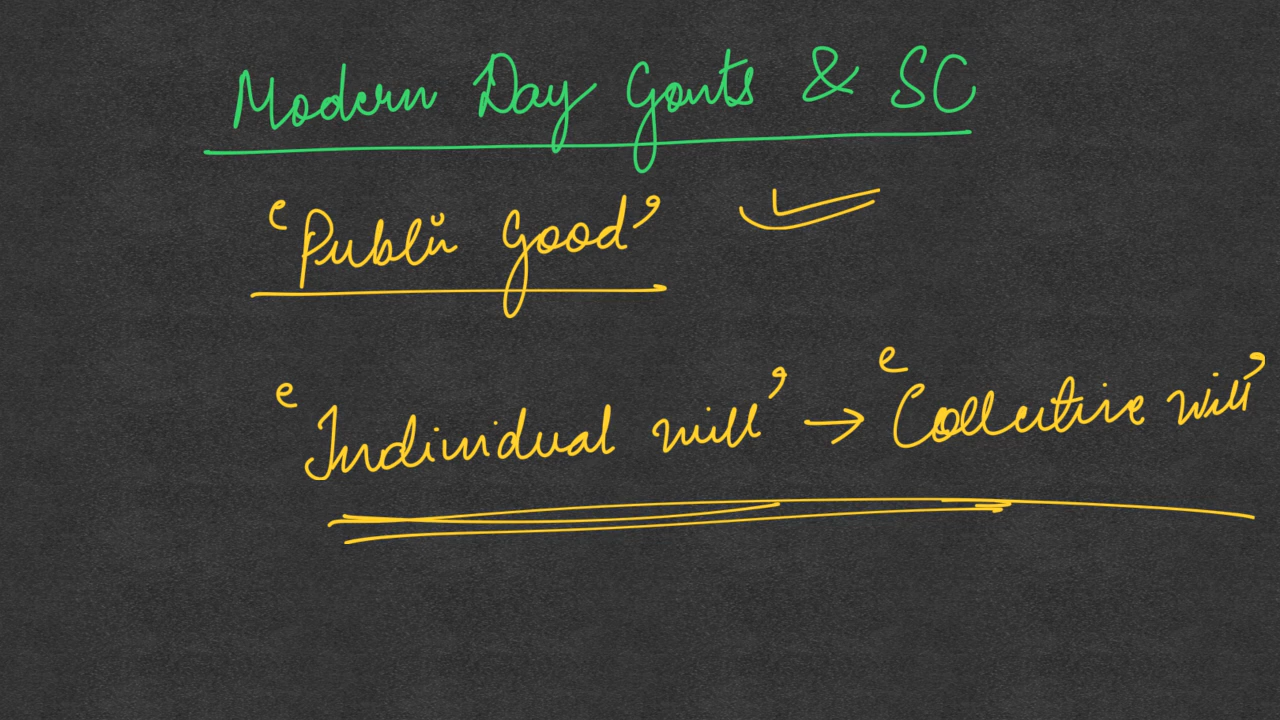 Modern Day Govts & SC
'Public Good'
'Individual will' → 'Collective will'